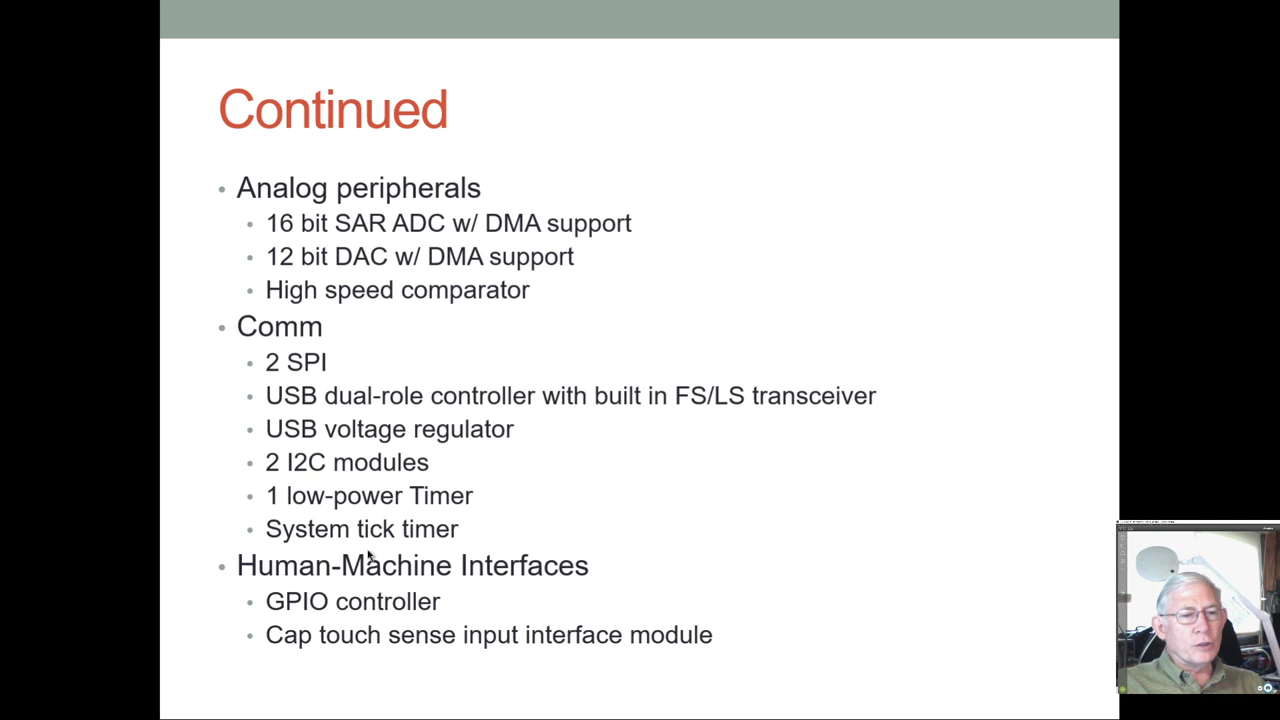 Continued
Analog peripherals
16 bit SAR ADC w/ DMA support
12 bit DAC w/ DMA support
High speed comparator
Comm
2 SPI
USB dual-role controller with built in FS/LS transceiver
USB voltage regulator
2 I2C modules
1 low-power Timer
System tick timer
Human-Machine Interfaces
GPIO controller
Cap touch sense input interface module